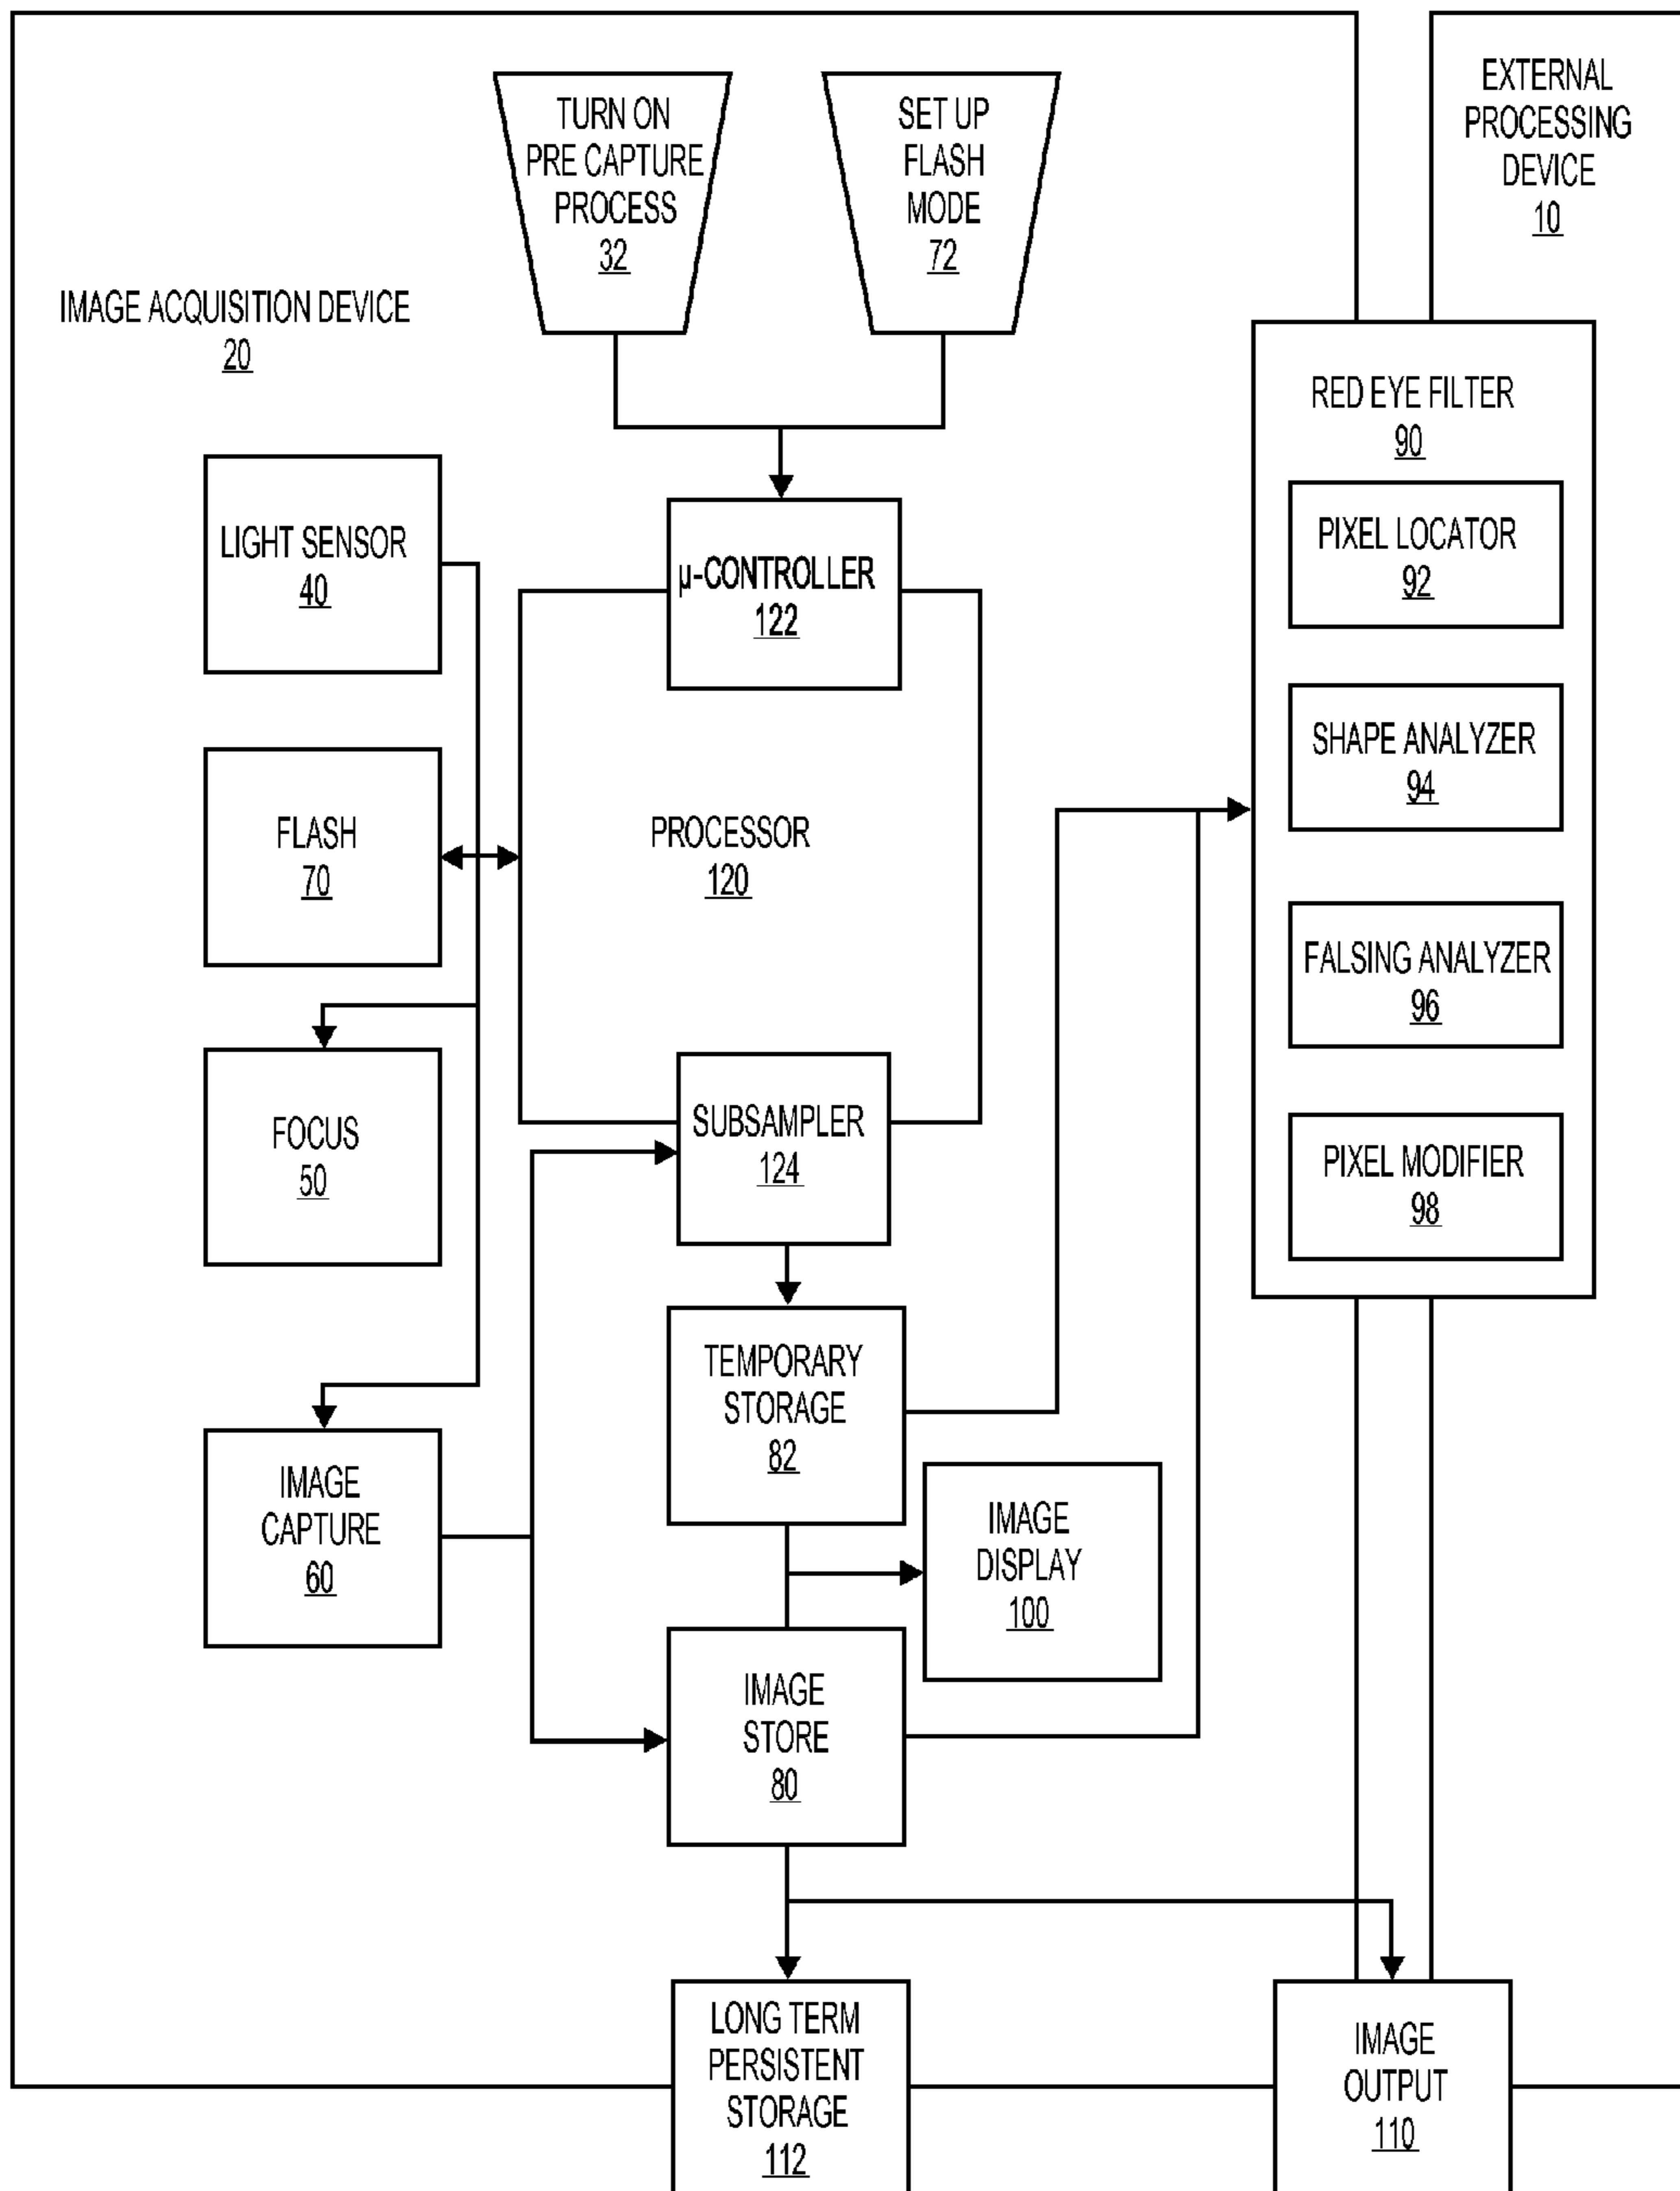 EXTERNAL
PROCESSING
DEVICE
10
TURN ON
PRE CAPTURE
PROCESS
32
SET UP
FLASH
MODE
72
IMAGE ACQUISITION DEVICE
20
RED EYE FILTER
90
LIGHT SENSOR
40
μ-CONTROLLER
122
PIXEL LOCATOR
92
SHAPE ANALYZER
94
FLASH
70
PROCESSOR
120
FALSING ANALYZER
96
FOCUS
50
SUBSAMPLER
124
PIXEL MODIFIER
98
TEMPORARY
STORAGE
82
IMAGE
CAPTURE
60
IMAGE
DISPLAY
100
IMAGE
STORE
80
LONG TERM
PERSISTENT
STORAGE
112
IMAGE
OUTPUT
110